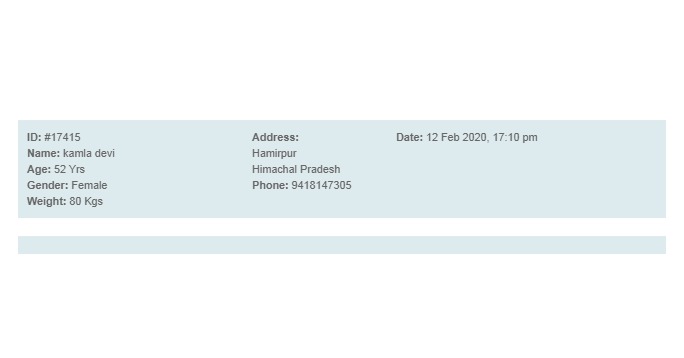 ID: #17415
Name: kamla devi
Age: 52 Yrs
Gender: Female
Weight: 80 Kgs
Address:
Hamirpur
Himachal Pradesh
Phone: 9418147305
Date: 12 Feb 2020, 17:10 pm